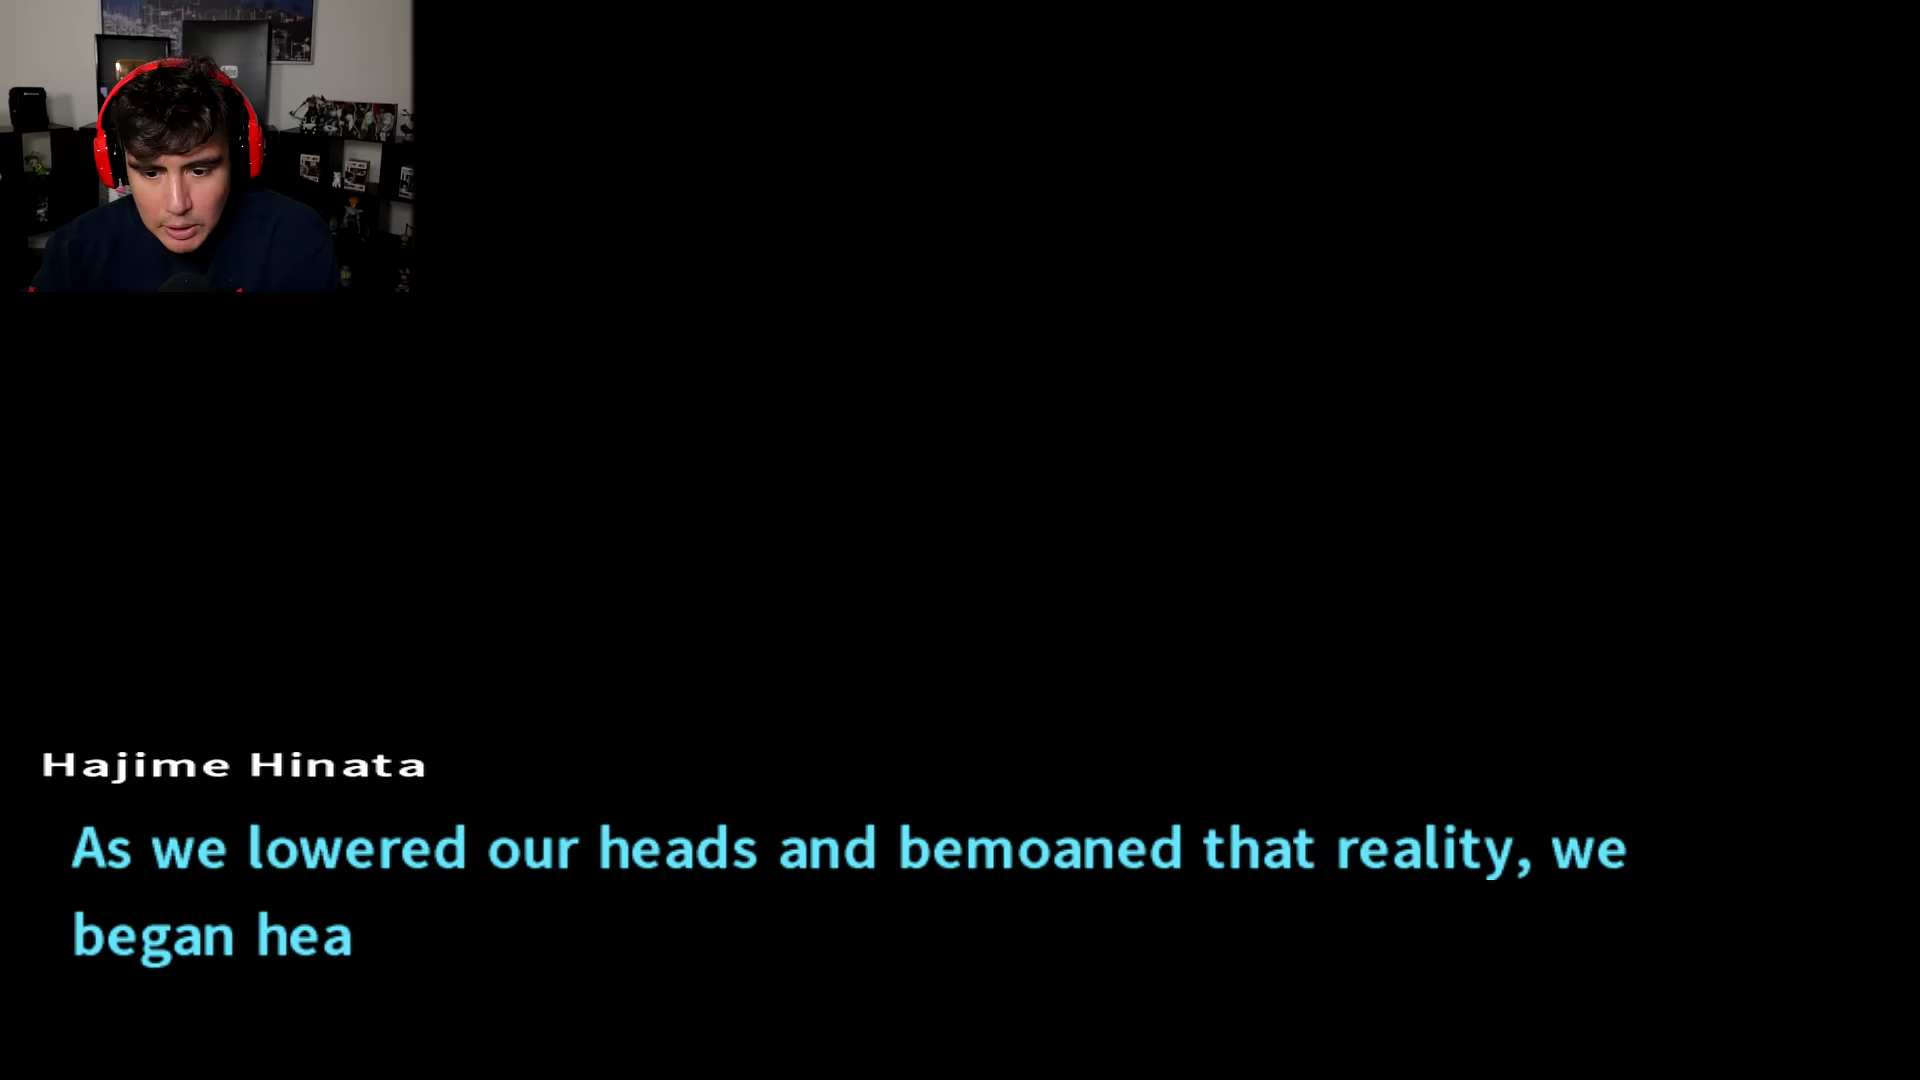 Hajime Hinata
As we lowered our heads and bemoaned that reality, we
began hea